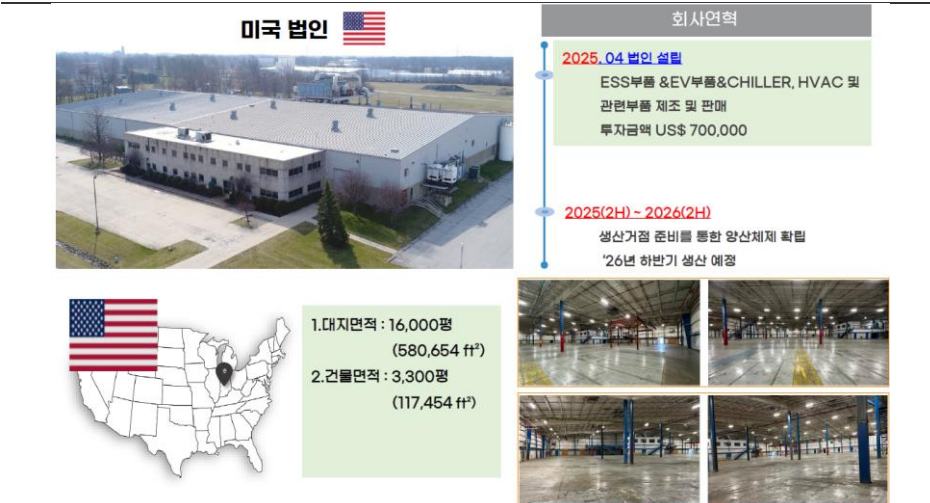 미국 법인
회사연혁
2025. 04 법인 설립
ESS부품 &EV부품&CHILLER, HVAC 및
관련부품 제조 및 판매
투자금액 US$ 700,000
2025(2H) ~ 2026(2H)
생산거점 준비를 통한 양산체제 확립
'26년 하반기 생산 예정
1.대지면적 : 16,000평
(580,654 ft²)
2.건물면적 : 3,300평
(117,454 ft²)